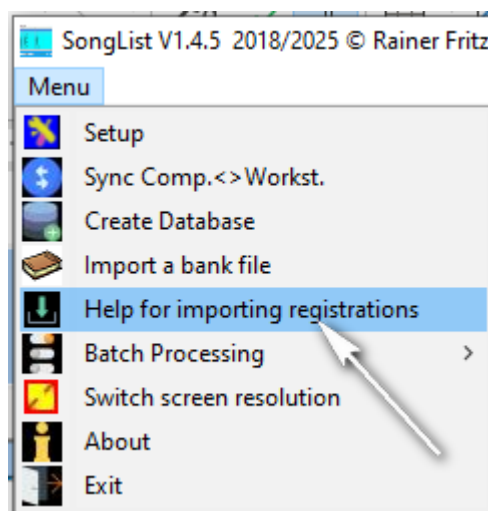 SongList V1.4.5 2018/2025 © Rainer Fritz
Menu
Setup
Sync Comp.<>Workst.
Create Database
Import a bank file
Help for importing registrations
Batch Processing
Switch screen resolution
About
Exit